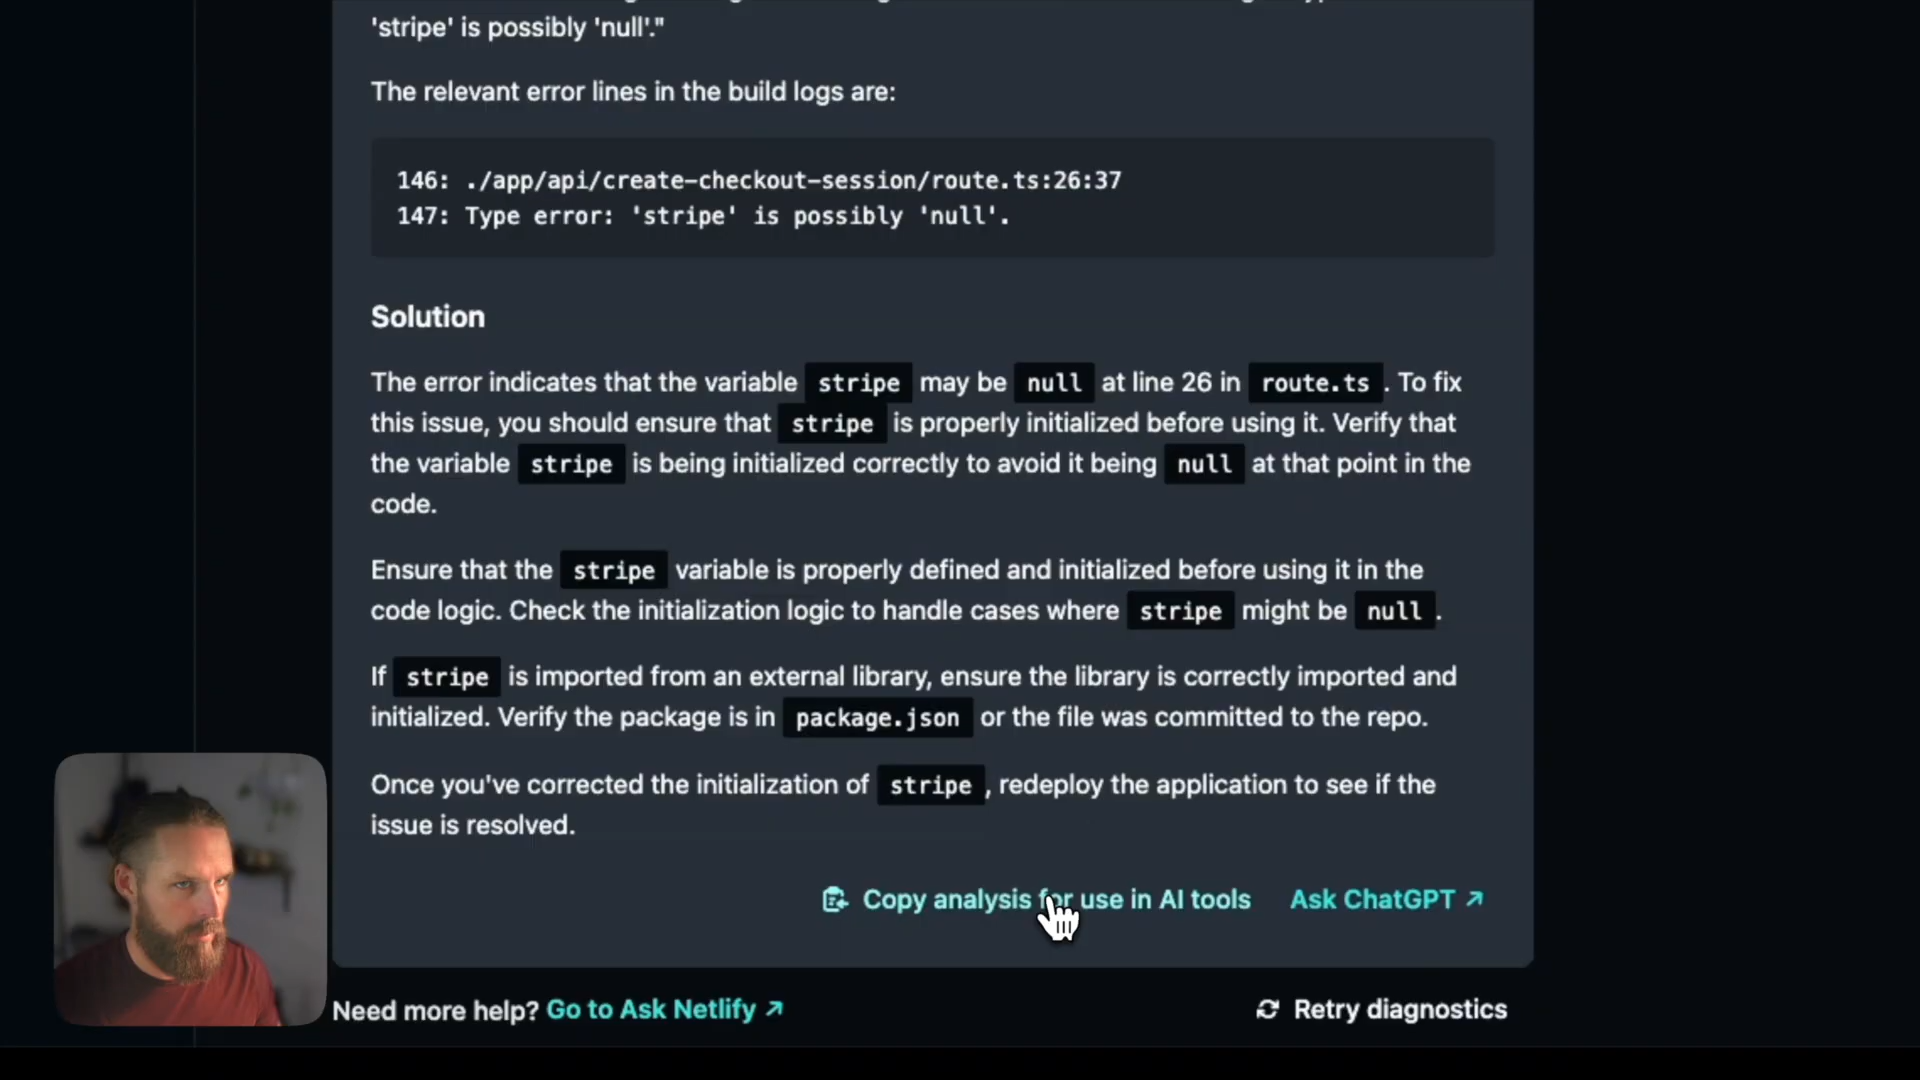 'stripe' is possibly 'null'."
The relevant error lines in the build logs are:
146: ./app/api/create-checkout-session/route.ts:26:37
147: Type error: 'stripe' is possibly 'null'.
Solution
The error indicates that the variable stripe may be null at line 26 in route.ts . To fix
this issue, you should ensure that stripe is properly initialized before using it. Verify that
the variable stripe is being initialized correctly to avoid it being null at that point in the
code.
Ensure that the stripe variable is properly defined and initialized before using it in the
code logic. Check the initialization logic to handle cases where stripe might be null .
If stripe is imported from an external library, ensure the library is correctly imported and
initialized. Verify the package is in package.json or the file was committed to the repo.
Once you've corrected the initialization of stripe , redeploy the application to see if the
issue is resolved.
Copy analysis for use in AI tools Ask ChatGPT ↗
Need more help? Go to Ask Netlify ↗ Retry diagnostics